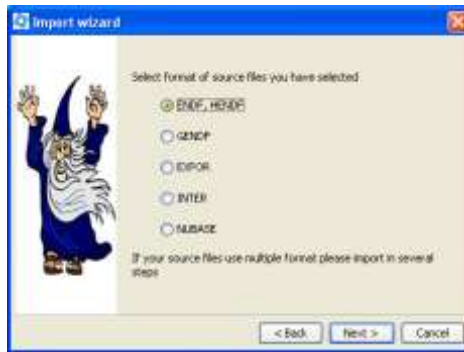 Import wizard
Select format of source files you have selected
ENDF, HENDF
GENDF
EXFOR
INTER
NUBASE
If your source files use multiple format please import in several
steps
< Back
Next >
Cancel